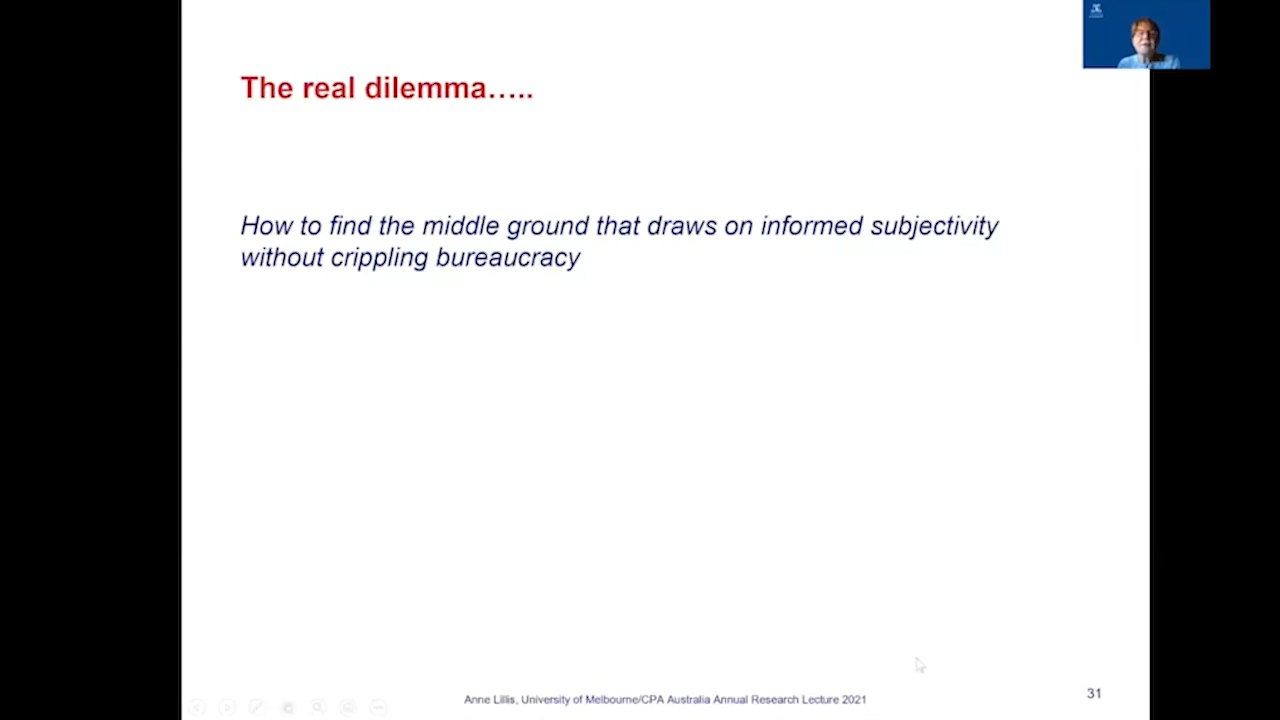 The real dilemma…..
How to find the middle ground that draws on informed subjectivity
without crippling bureaucracy
Anne Lillis, University of Melbourne/CPA Australia Annual Research Lecture 2021
31